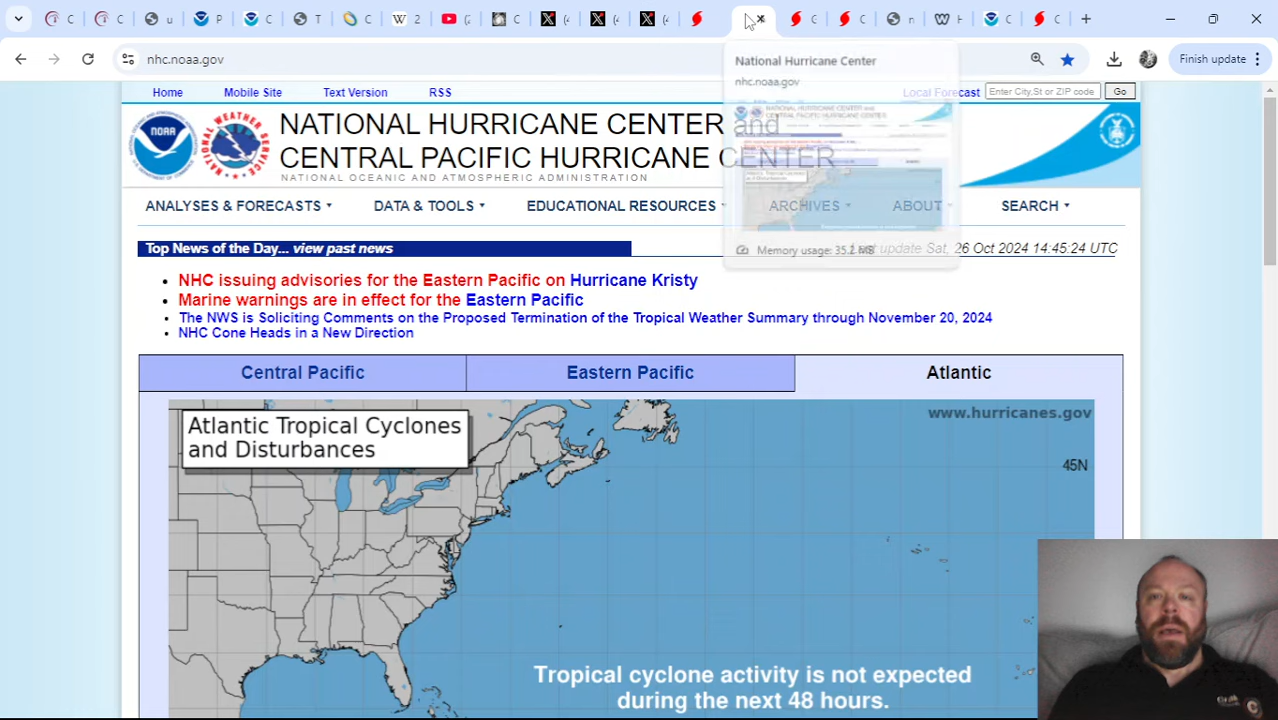 nhc.noaa.gov
Finish update
National Hurricane Center
nhc.noaa.gov
Home Mobile Site Text Version RSS Local Forecast Enter City,St or ZIP code Go
NOAA
NATIONAL HURRICANE CENTER and
CENTRAL PACIFIC HURRICANE CENTER
NATIONAL OCEANIC AND ATMOSPHERIC ADMINISTRATION
ANALYSES & FORECASTS DATA & TOOLS EDUCATIONAL RESOURCES ARCHIVES ABOUT SEARCH
Top News of the Day... view past news Last update Sat, 26 Oct 2024 14:45:24 UTC
NHC issuing advisories for the Eastern Pacific on Hurricane Kristy
Marine warnings are in effect for the Eastern Pacific
The NWS is Soliciting Comments on the Proposed Termination of the Tropical Weather Summary through November 20, 2024
NHC Cone Heads in a New Direction
Central Pacific Eastern Pacific Atlantic
Atlantic Tropical Cyclones
and Disturbances
www.hurricanes.gov
45N
Tropical cyclone activity is not expected
during the next 48 hours.